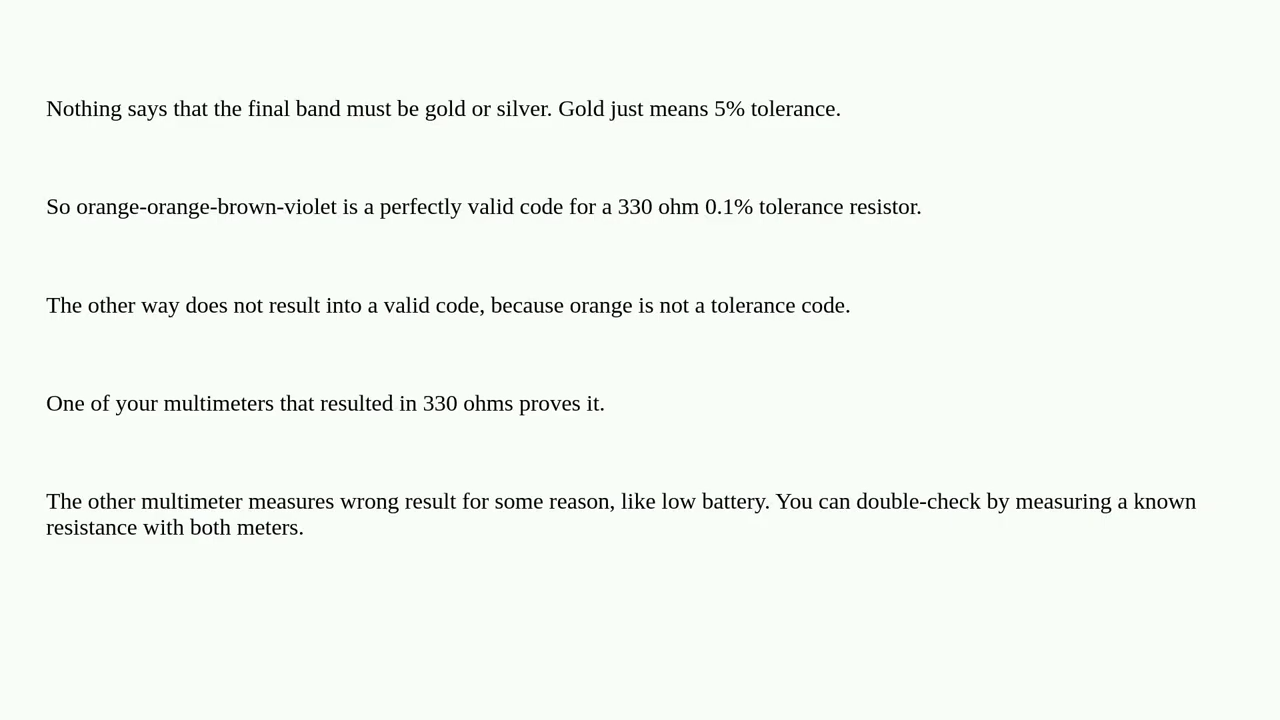 Nothing says that the final band must be gold or silver. Gold just means 5% tolerance.
So orange-orange-brown-violet is a perfectly valid code for a 330 ohm 0.1% tolerance resistor.
The other way does not result into a valid code, because orange is not a tolerance code.
One of your multimeters that resulted in 330 ohms proves it.
The other multimeter measures wrong result for some reason, like low battery. You can double-check by measuring a known
resistance with both meters.